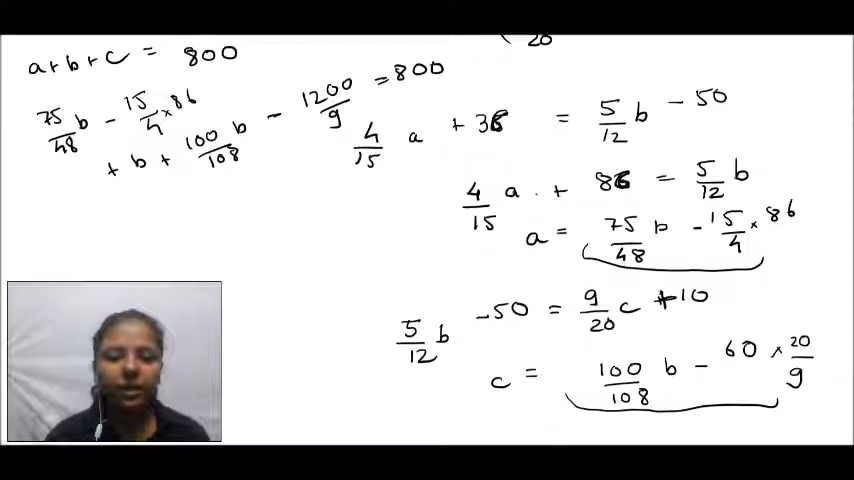 a+b+c = 800
75/48 b - 15/4 × 86
+ b + 100/108 b - 1200/9 = 800
20
4/15 a + 36 = 5/12 b - 50
4/15 a + 86 = 5/12 b
a = 75/48 b - 15/4 × 86
5/12 b - 50 = 9/20 c + 10
c = 100/108 b - 60 × 20/9